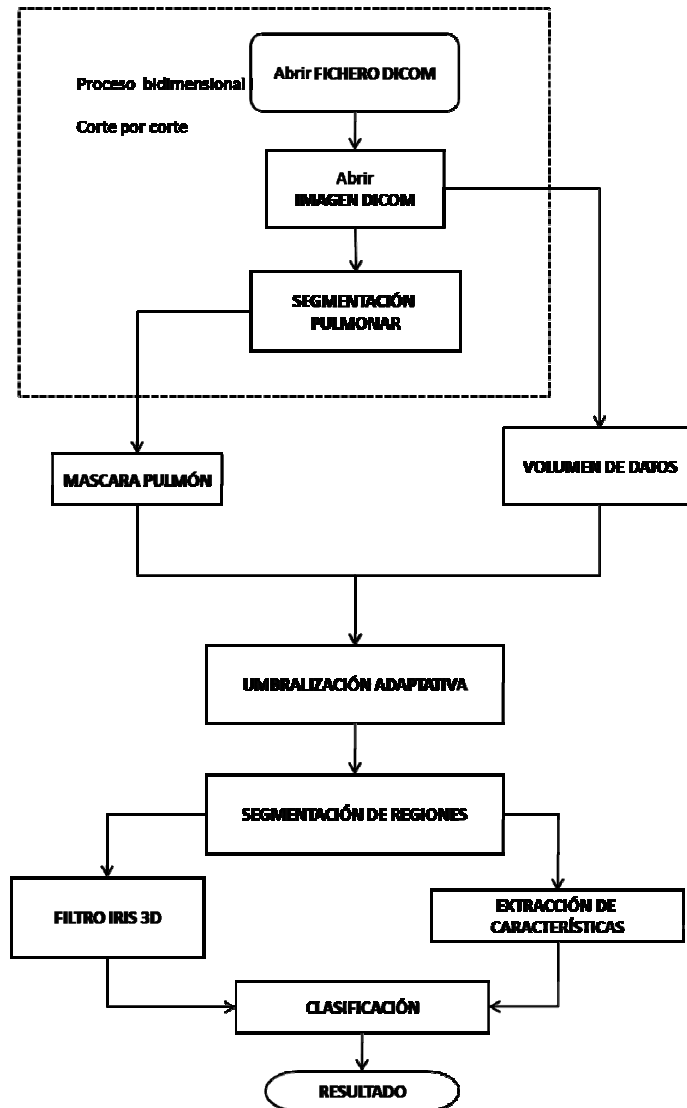 Abrir FICHERO DICOM
Proceso bidimensional
Corte por corte
Abrir
IMAGEN DICOM
SEGMENTACIÓN
PULMONAR
MASCARA PULMÓN
VOLUMEN DE DATOS
UMBRALIZACIÓN ADAPTATIVA
SEGMENTACIÓN DE REGIONES
FILTRO IRIS 3D
EXTRACCIÓN DE
CARACTERÍSTICAS
CLASIFICACIÓN
RESULTADO